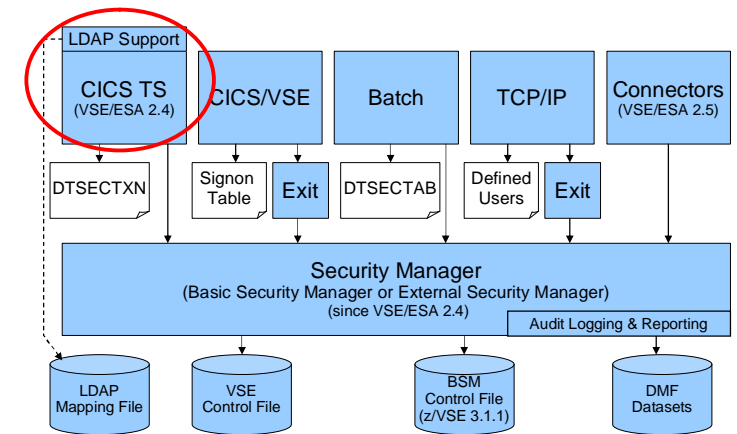 LDAP Support
CICS TS
(VSE/ESA 2.4)
CICS/VSE
Batch
TCP/IP
Connectors
(VSE/ESA 2.5)
DTSECTXN
Signon
Table
Exit
DTSECTAB
Defined
Users
Exit
Security Manager
(Basic Security Manager or External Security Manager)
(since VSE/ESA 2.4)
Audit Logging & Reporting
LDAP
Mapping File
VSE
Control File
BSM
Control File
(z/VSE 3.1.1)
DMF
Datasets